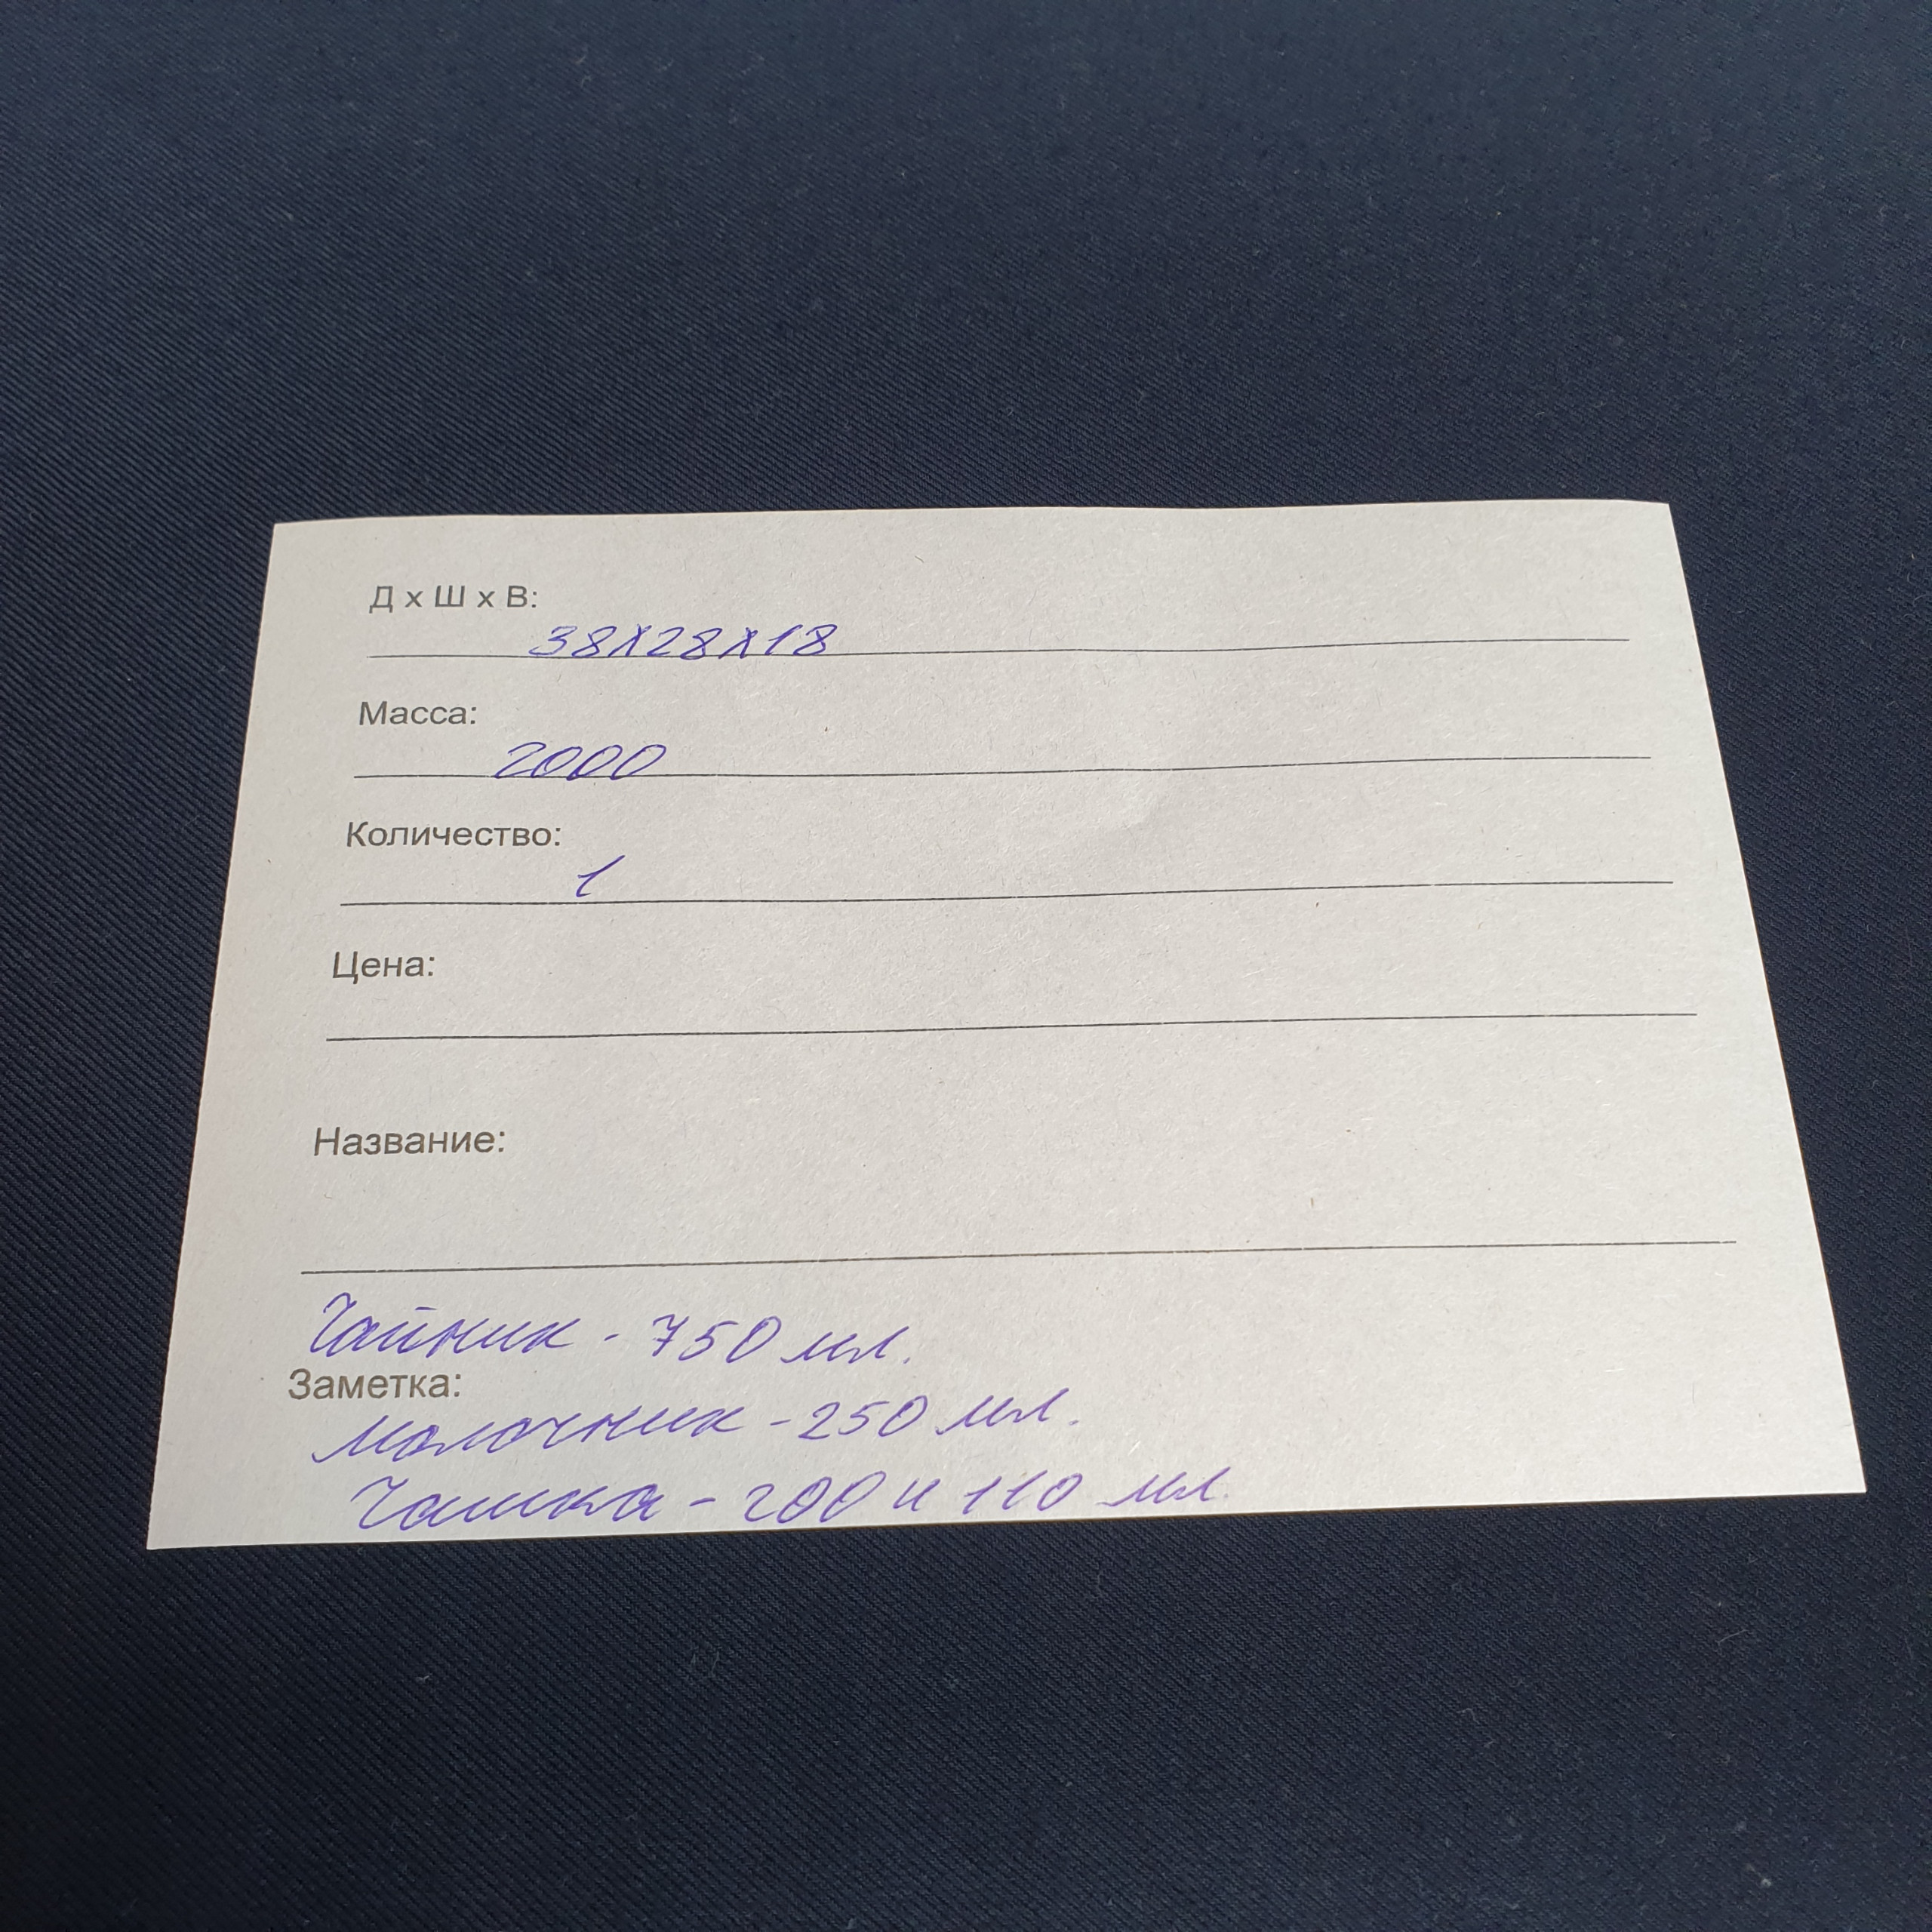 Д х Ш х В:
38х28х18
Масса:
2000
Количество:
1
Цена:
Название:
Чайник - 750 мл.
Заметка:
молочник - 250 мл.
Чашка - 200 и 110 мл.